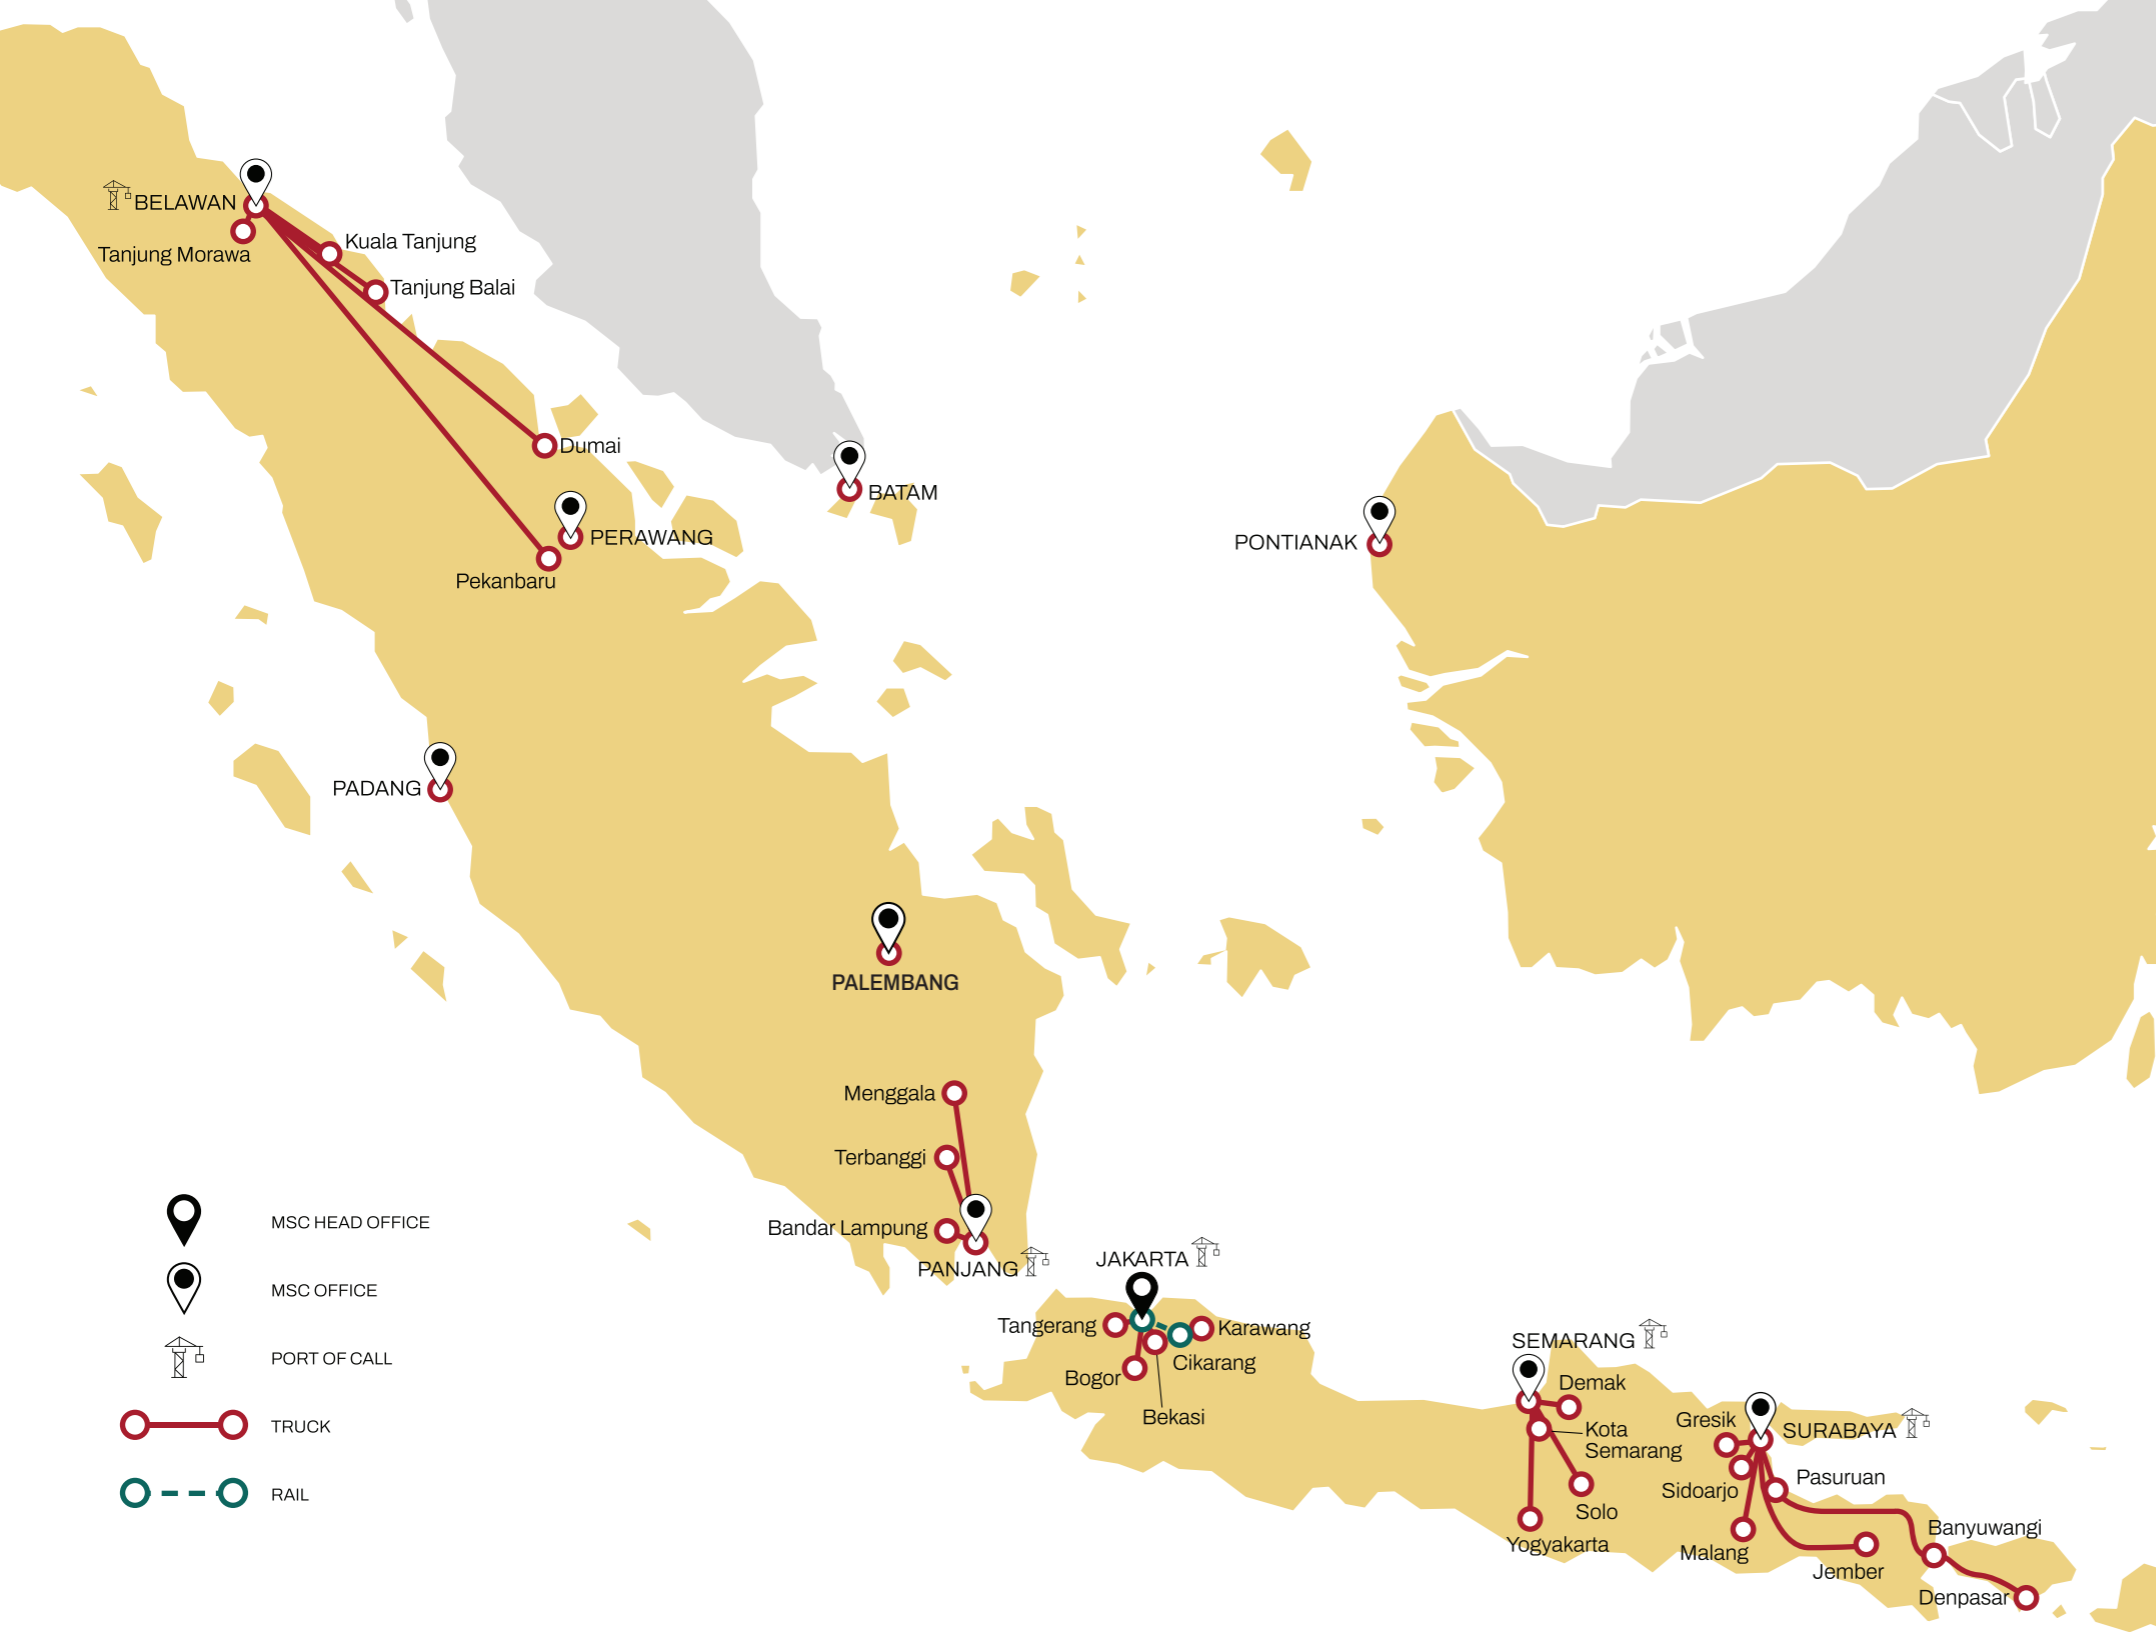 BELAWAN
Tanjung Morawa
Kuala Tanjung
Tanjung Balai
Dumai
BATAM
PERAWANG
Pekanbaru
PONTIANAK
PADANG
PALEMBANG
Menggala
Terbanggi
Bandar Lampung
PANJANG
JAKARTA
Tangerang
Karawang
Cikarang
Bogor
Bekasi
SEMARANG
Demak
Kota
Semarang
Solo
Yogyakarta
Gresik
SURABAYA
Sidoarjo
Pasuruan
Malang
Banyuwangi
Jember
Denpasar
MSC HEAD OFFICE
MSC OFFICE
PORT OF CALL
TRUCK
RAIL